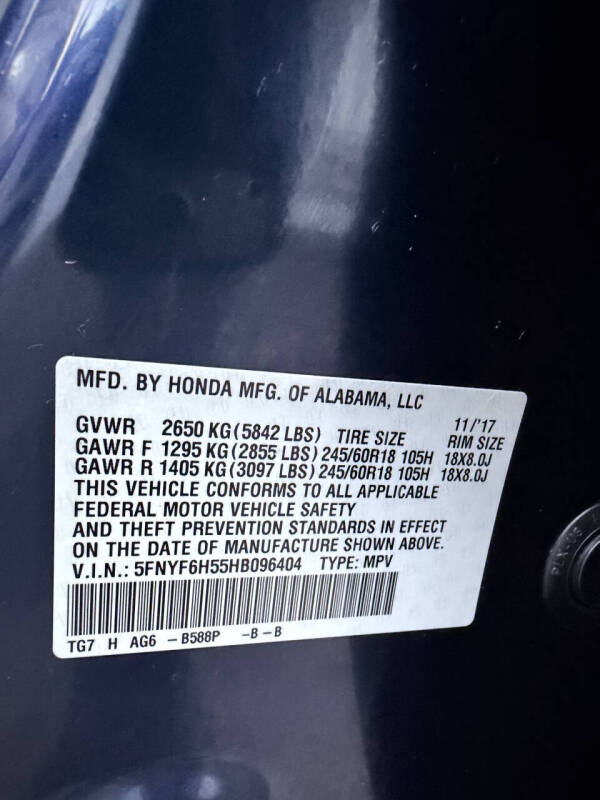 MFD. BY HONDA MFG. OF ALABAMA, LLC
11/'17
GVWR 2650 KG (5842 LBS) TIRE SIZE RIM SIZE
GAWR F 1295 KG (2855 LBS) 245/60R18 105H 18X8.0J
GAWR R 1405 KG (3097 LBS) 245/60R18 105H 18X8.0J
THIS VEHICLE CONFORMS TO ALL APPLICABLE
FEDERAL MOTOR VEHICLE SAFETY
AND THEFT PREVENTION STANDARDS IN EFFECT
ON THE DATE OF MANUFACTURE SHOWN ABOVE.
V.I.N.: 5FNYF6H55HB096404 TYPE: MPV
TG7 H AG6 -B588P -B-B